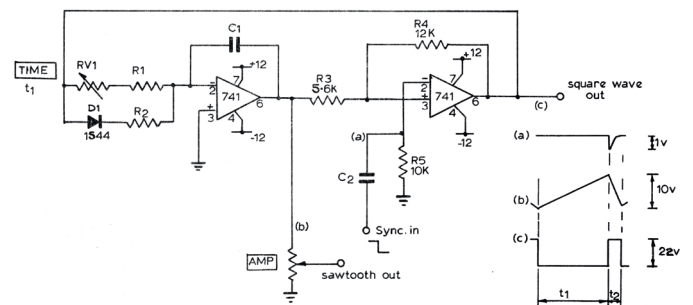 C1
R4
12K
TIME
t1
RV1
R1
+12
7
2
741
6
3
4
-12
R3
5·6K
+12
7
2
741
6
3
4
-12
(c)
square wave
out
D1
1S44
R2
(a)
R5
10K
C2
(a)
1v
(b)
10v
(c)
22v
t1
t2
(b)
Sync. in
AMP
sawtooth out